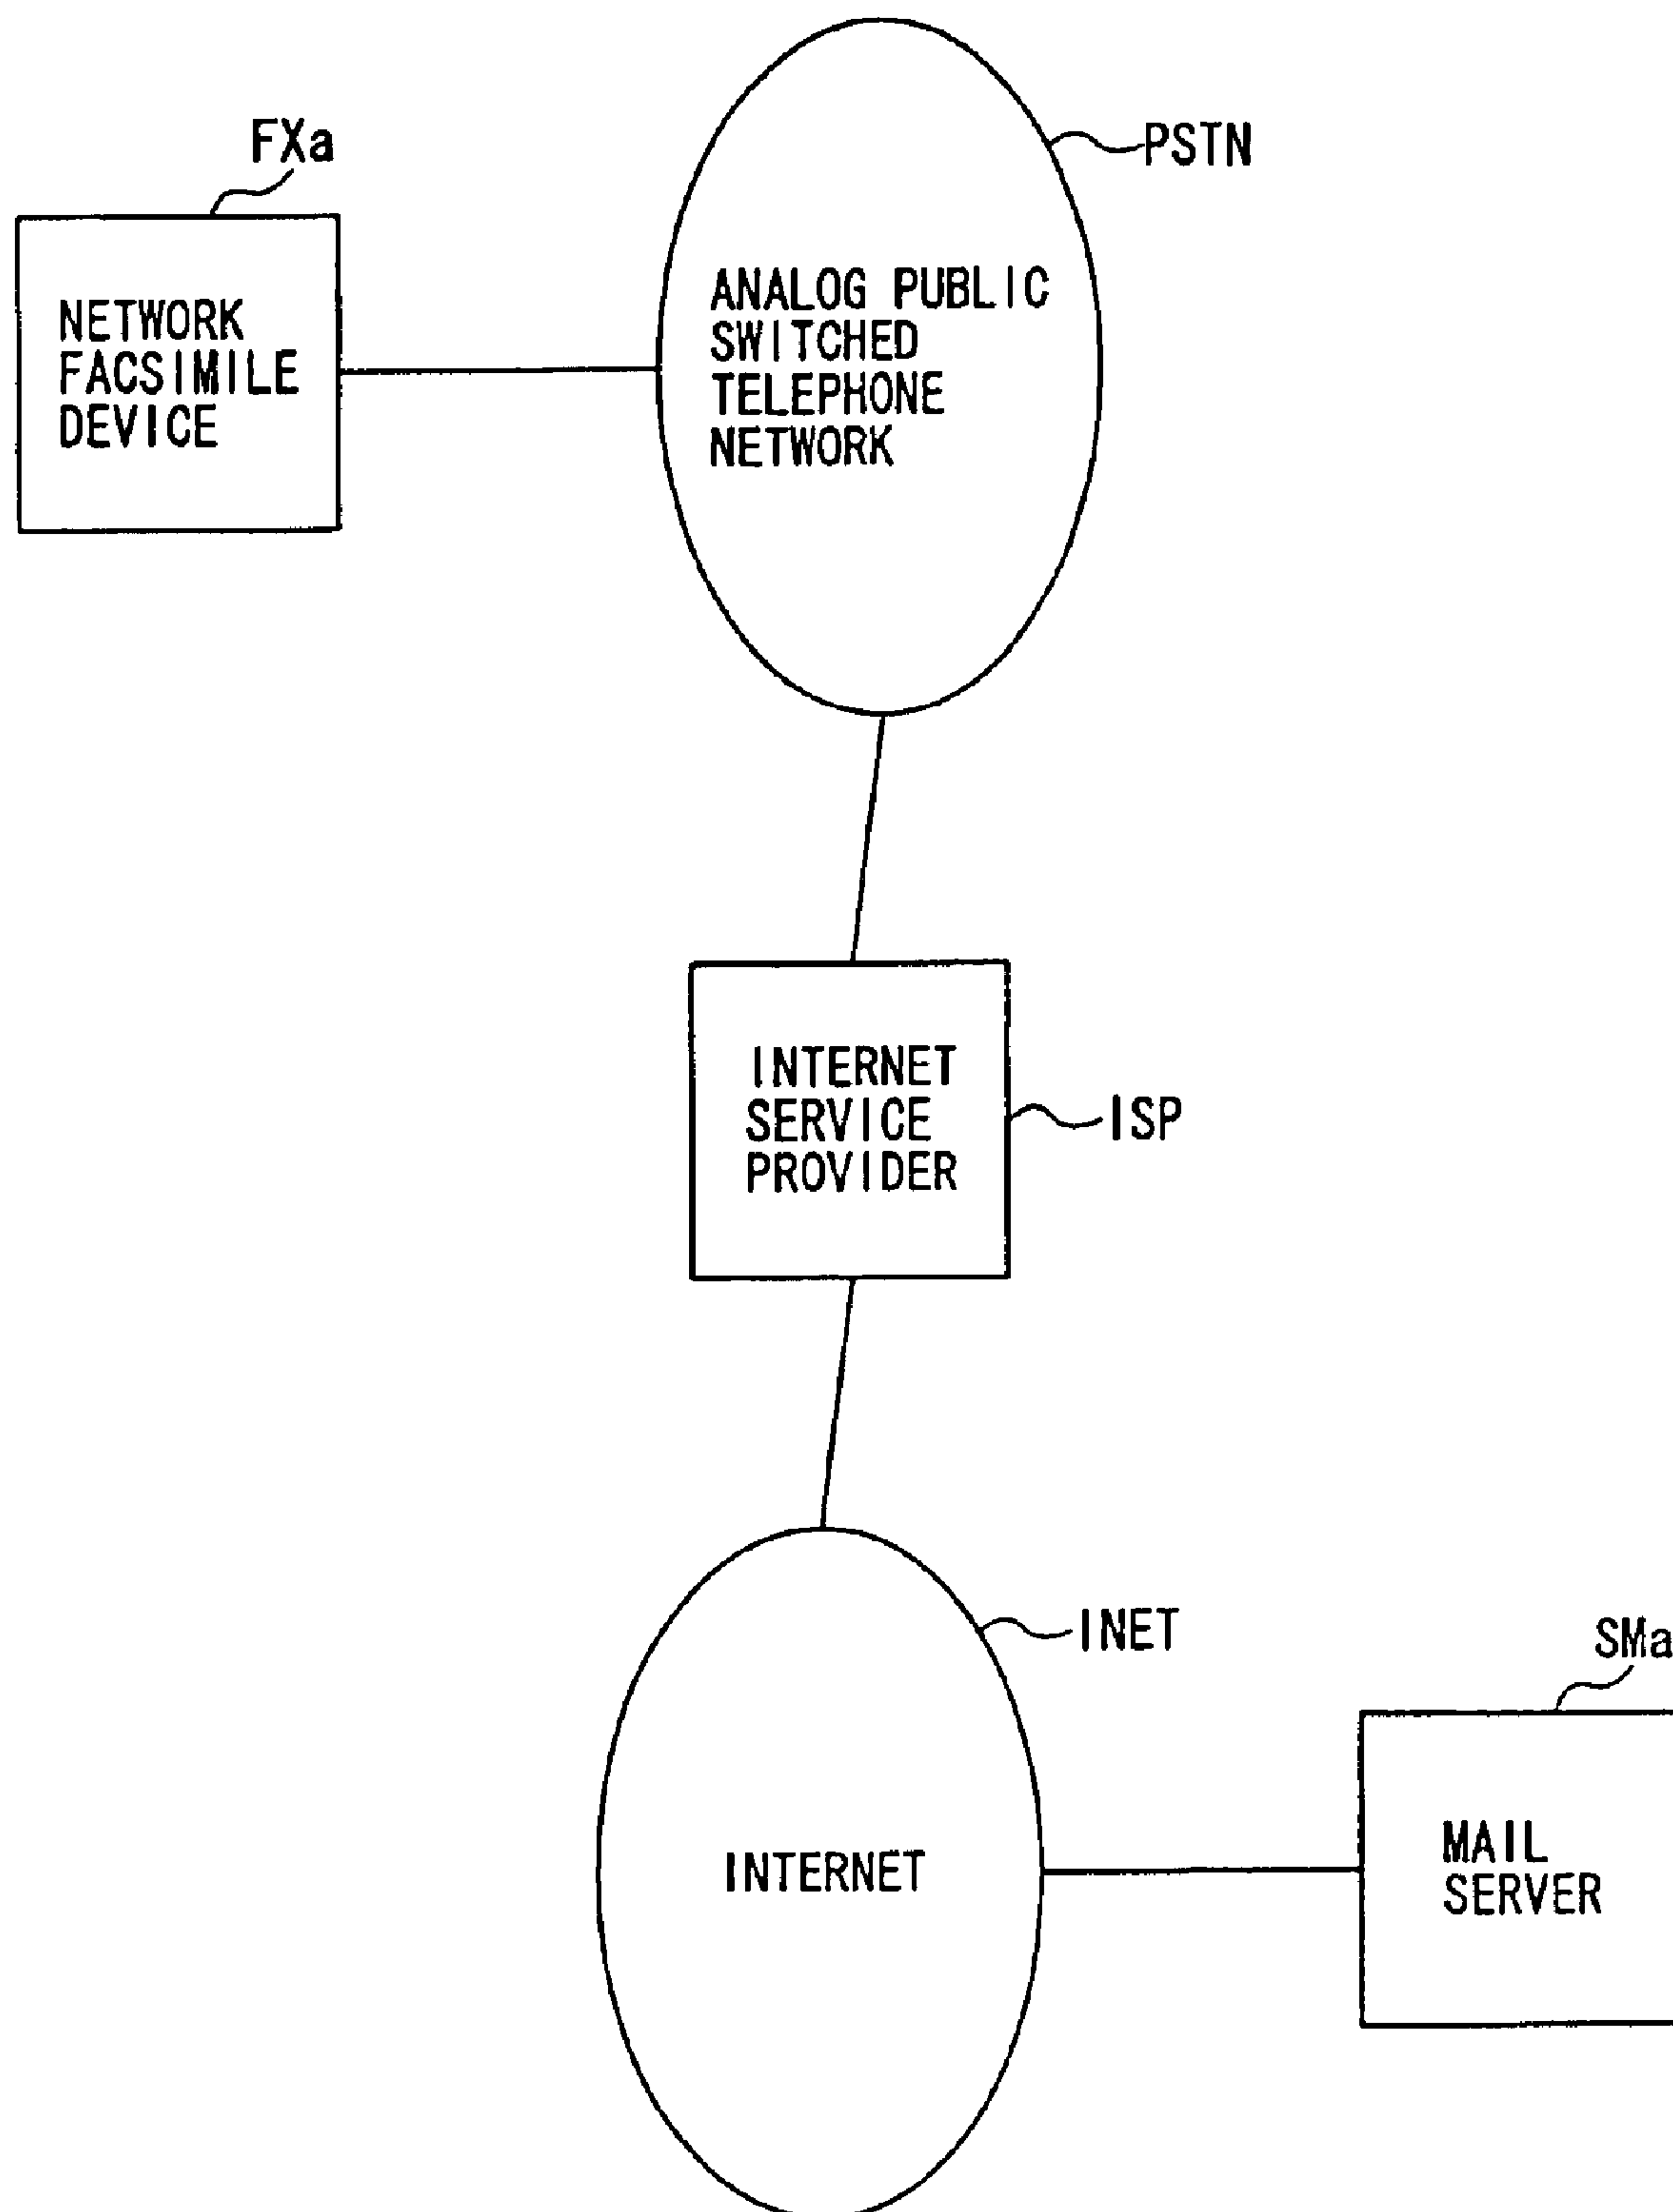 FXa
PSTN
NETWORK
FACSIMILE
DEVICE
ANALOG PUBLIC
SWITCHED
TELEPHONE
NETWORK
INTERNET
SERVICE
PROVIDER
ISP
INET
SMa
INTERNET
MAIL
SERVER